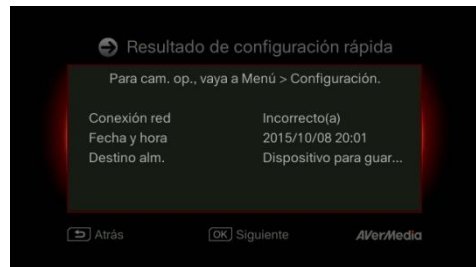 Resultado de configuración rápida
Para cam. op., vaya a Menú > Configuración.
Conexión red Incorrecto(a)
Fecha y hora 2015/10/08 20:01
Destino alm. Dispositivo para guar...
Atrás OK Siguiente AVerMedia